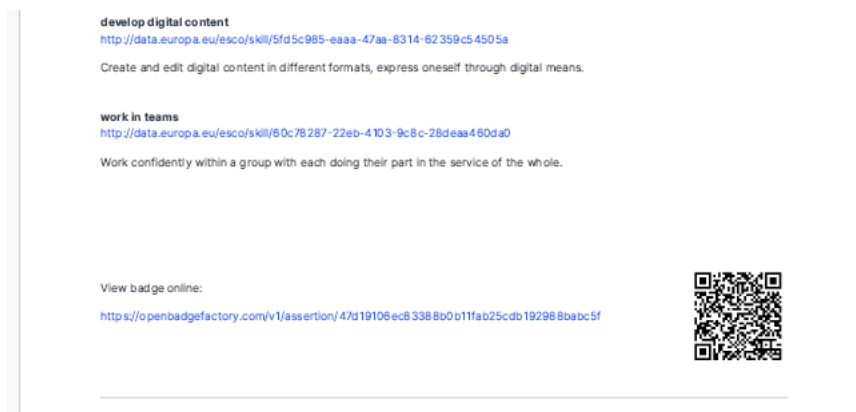 develop digital content
http://data.europa.eu/esco/skill/5fd5c985-eaaa-47aa-8314-62359c54505a
Create and edit digital content in different formats, express oneself through digital means.
work in teams
http://data.europa.eu/esco/skill/60c78287-22eb-4103-9c8c-28deaa460da0
Work confidently within a group with each doing their part in the service of the whole.
View badge online:
https://openbadgefactory.com/v1/assertion/47d19106ec83388b0b11fab25cdb192988babc5f